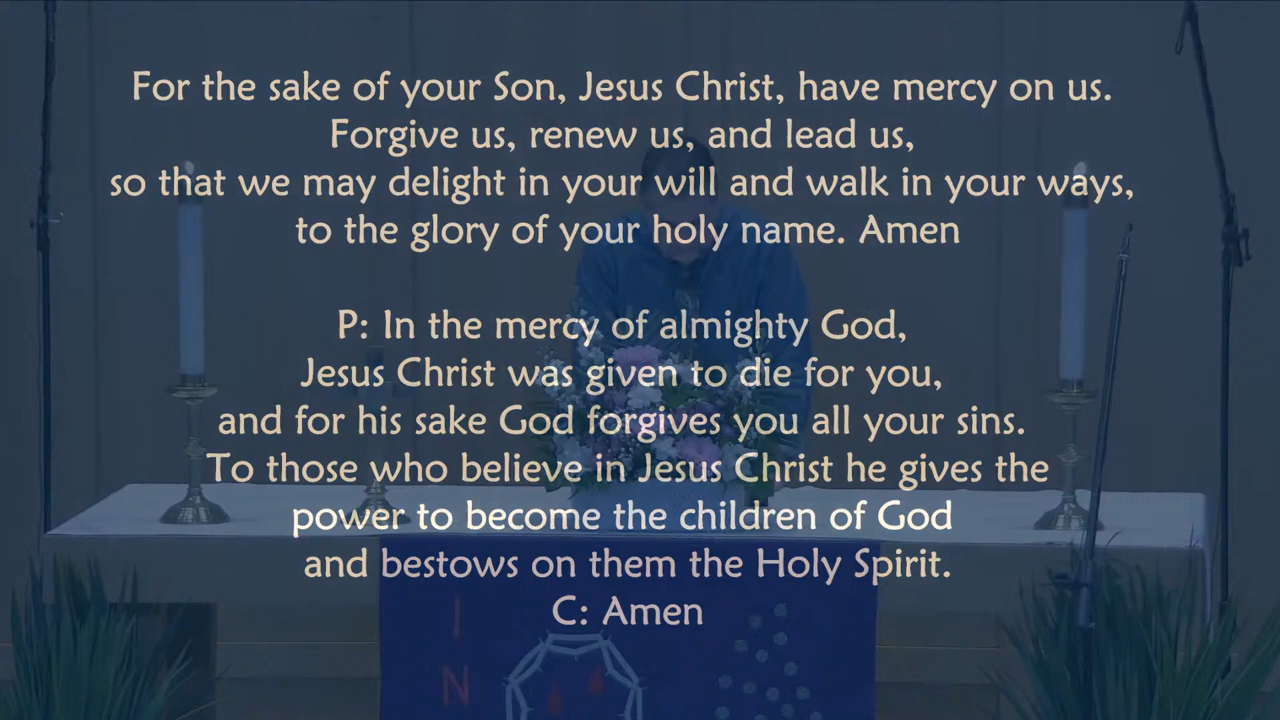 For the sake of your Son, Jesus Christ, have mercy on us.
Forgive us, renew us, and lead us,
so that we may delight in your will and walk in your ways,
to the glory of your holy name. Amen
P: In the mercy of almighty God,
Jesus Christ was given to die for you,
and for his sake God forgives you all your sins.
To those who believe in Jesus Christ he gives the
power to become the children of God
and bestows on them the Holy Spirit.
C: Amen
I
N